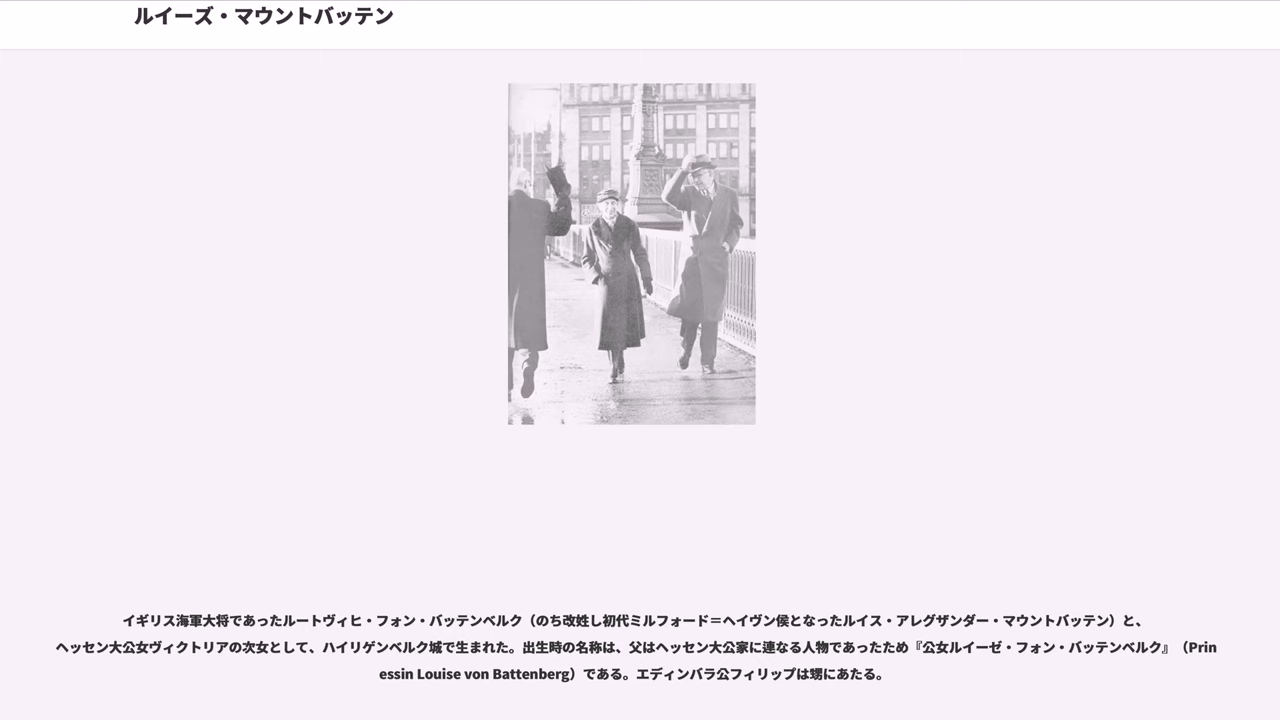 ルイーズ・マウントバッテン
イギリス海軍大将であったルートヴィヒ・フォン・バッテンベルク（のち改姓し初代ミルフォード＝ヘイヴン侯となったルイス・アレグザンダー・マウントバッテン）と、
ヘッセン大公女ヴィクトリアの次女として、ハイリゲンベルク城で生まれた。出生時の名称は、父はヘッセン大公家に連なる人物であったため『公女ルイーゼ・フォン・バッテンベルク』（Prin
essin Louise von Battenberg）である。エディンバラ公フィリップは甥にあたる。